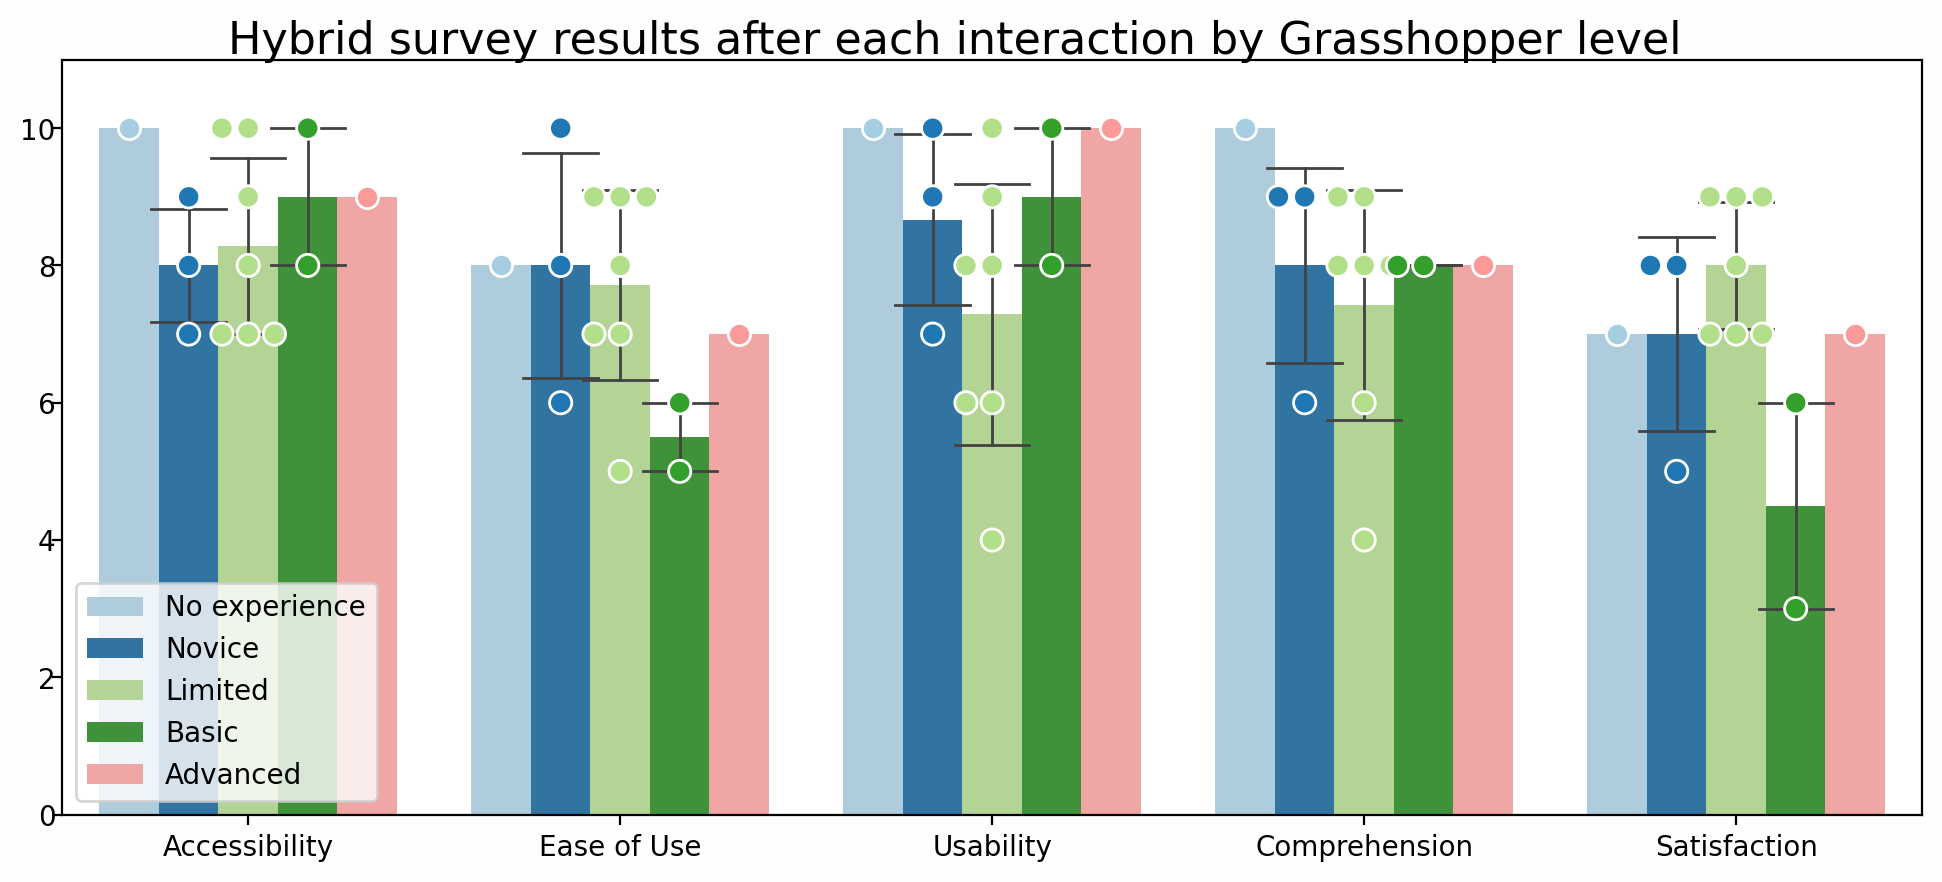 Hybrid survey results after each interaction by Grasshopper level
10
8
6
4
2
0
No experience
Novice
Limited
Basic
Advanced
Accessibility
Ease of Use
Usability
Comprehension
Satisfaction